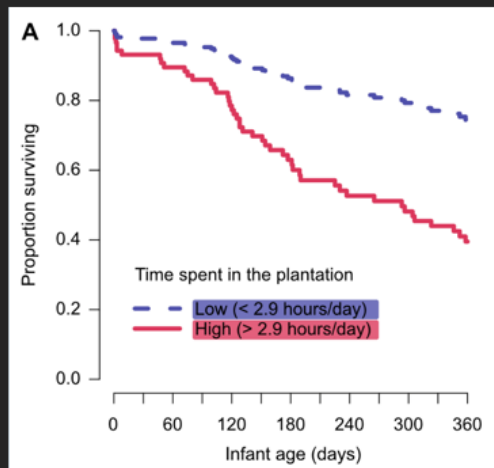 A
1.0
0.8
0.6
0.4
0.2
0.0
Proportion surviving
Time spent in the plantation
Low (< 2.9 hours/day)
High (> 2.9 hours/day)
0 60 120 180 240 300 360
Infant age (days)